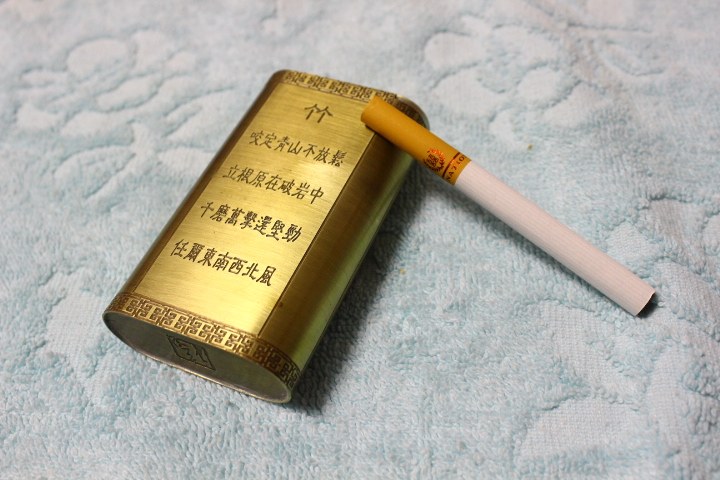 竹
咬定青山不放鬆
立根原在破岩中
千磨萬擊還堅勁
任爾東南西北風